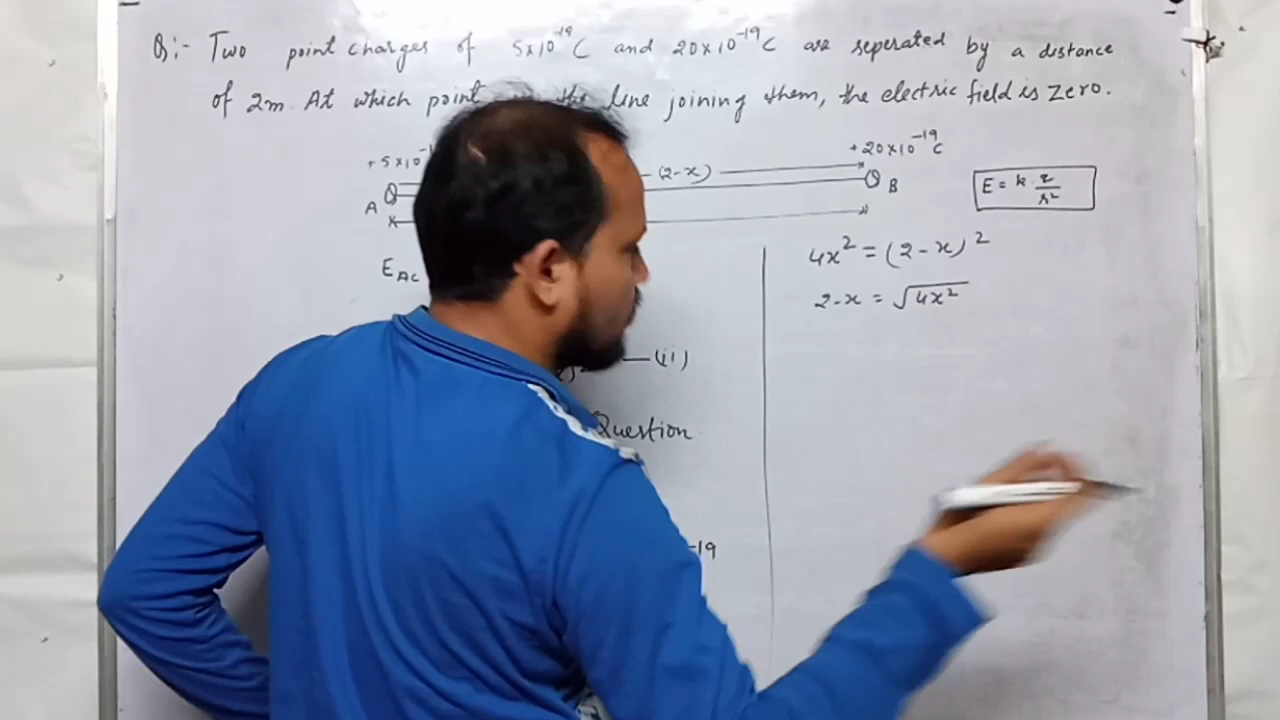 Q:- Two point charges of 5x10⁻¹⁹C and 20x10⁻¹⁹C are seperated by a distance
of 2m. At which point the line joining them, the electric field is zero.
+5x10⁻¹ +20x10⁻¹⁹C
(2-x)
A B
E = k q/r²
E_AC
4x² = (2-x)²
2-x = √4x²
(ii)
Question
-19